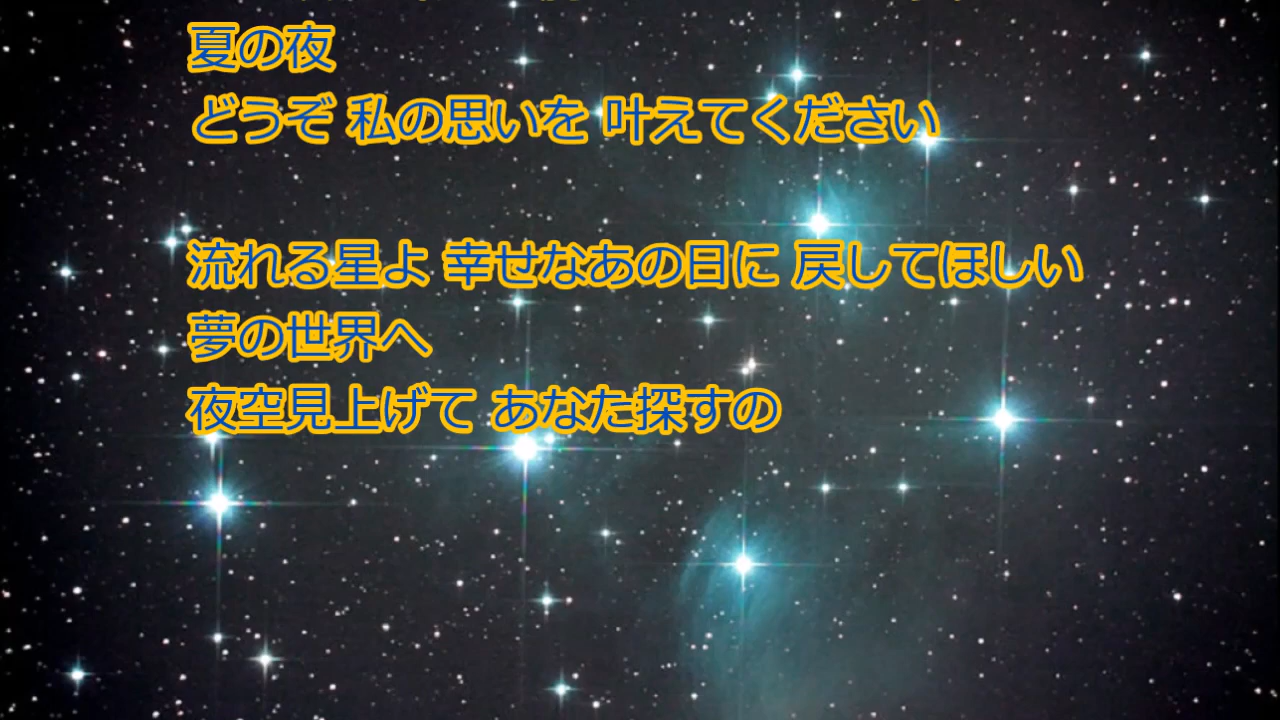 夏の夜
どうぞ 私の思いを 叶えてください
流れる星よ 幸せなあの日に 戻してほしい
夢の世界へ
夜空見上げて あなた探すの